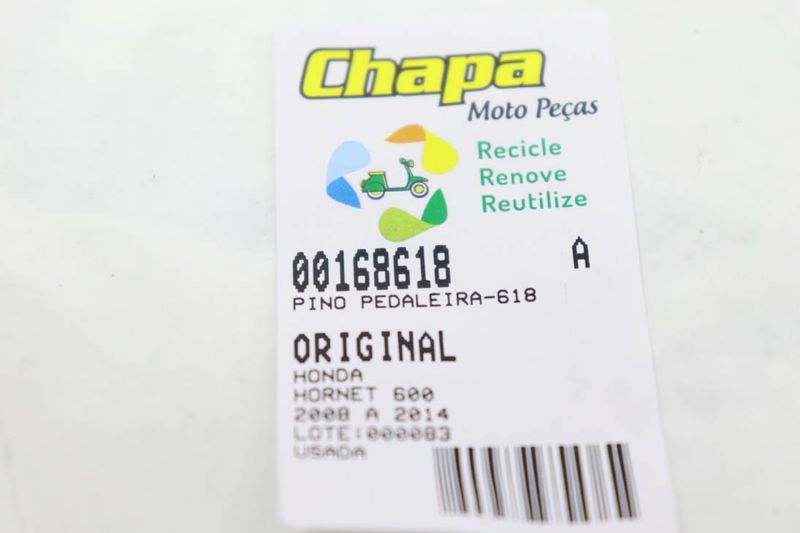 Chapa
Moto Peças
Recicle
Renove
Reutilize
00168618 A
PINO PEDALEIRA-618
ORIGINAL
HONDA
HORNET 600
2008 A 2014
LOTE:000083
USADA